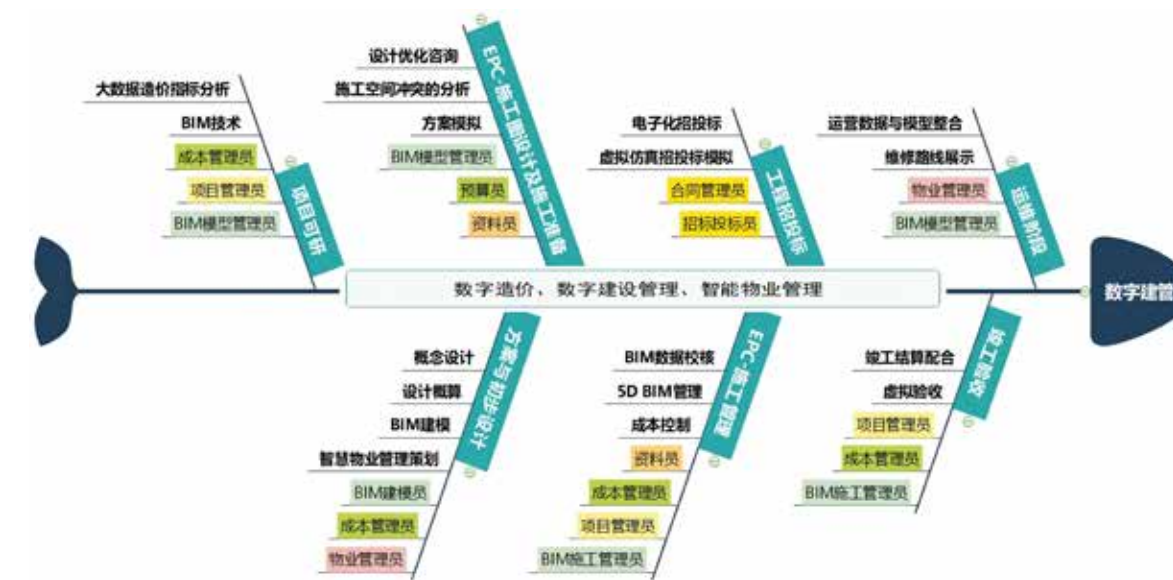 项目可研
大数据造价指标分析
BIM技术
成本管理员
项目管理员
BIM模型管理员
EPC-施工图设计及施工准备
设计优化咨询
施工空间冲突的分析
方案模拟
BIM模型管理员
预算员
资料员
工程招投标
电子化招投标
虚拟仿真招投标模拟
合同管理员
招标投标员
运维阶段
运营数据与模型整合
维修路线展示
物业管理员
BIM模型管理员
数字造价、数字建设管理、智能物业管理
数字建管
方案与初步设计
概念设计
设计概算
BIM建模
智慧物业管理策划
BIM建模员
成本管理员
物业管理员
EPC-施工管理
BIM数据校核
5D BIM管理
成本控制
资料员
成本管理员
项目管理员
BIM施工管理员
竣工验收
竣工结算配合
虚拟验收
项目管理员
成本管理员
BIM施工管理员